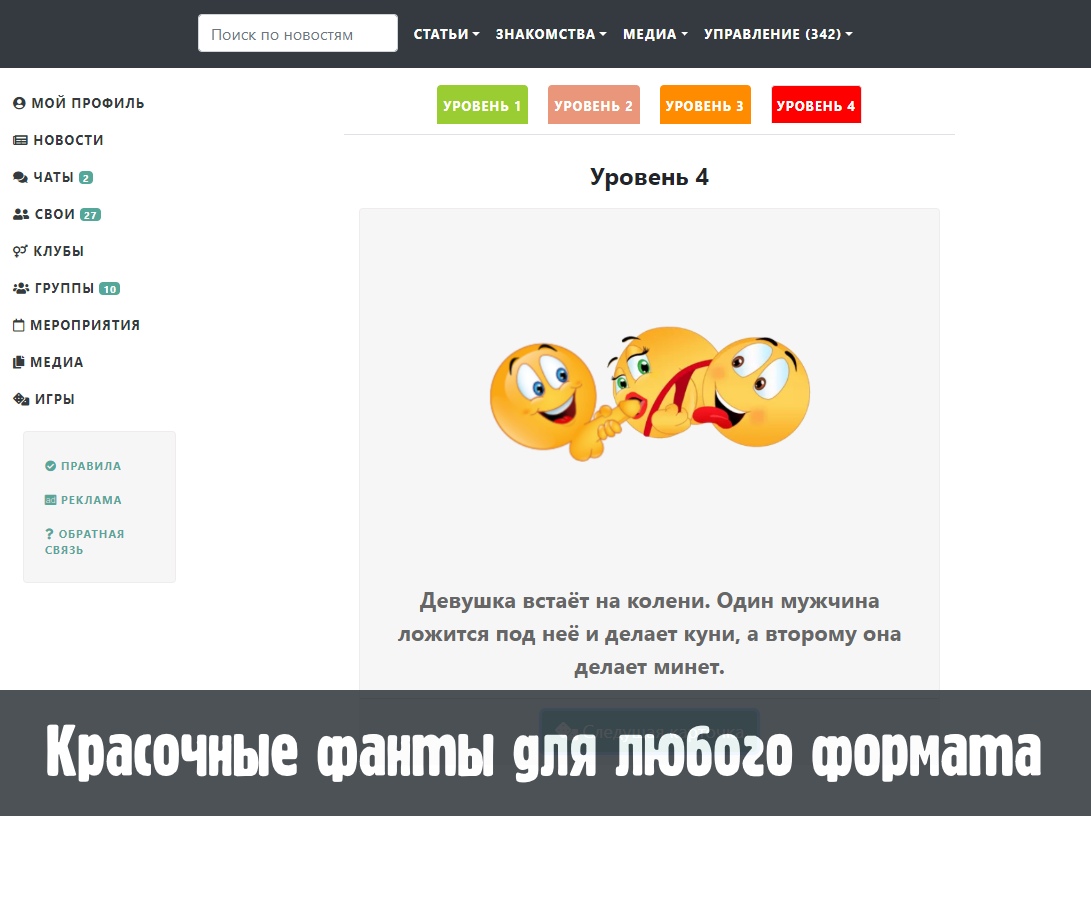 Поиск по новостям
СТАТЬИ
ЗНАКОМСТВА
МЕДИА
УПРАВЛЕНИЕ (342)
МОЙ ПРОФИЛЬ
НОВОСТИ
ЧАТЫ 2
СВОИ 27
КЛУБЫ
ГРУППЫ 10
МЕРОПРИЯТИЯ
МЕДИА
ИГРЫ
ПРАВИЛА
ad РЕКЛАМА
ОБРАТНАЯ
СВЯЗЬ
УРОВЕНЬ 1
УРОВЕНЬ 2
УРОВЕНЬ 3
УРОВЕНЬ 4
Уровень 4
Девушка встаёт на колени. Один мужчина
ложится под неё и делает куни, а второму она
делает минет.
Красочные фанты для любого формата